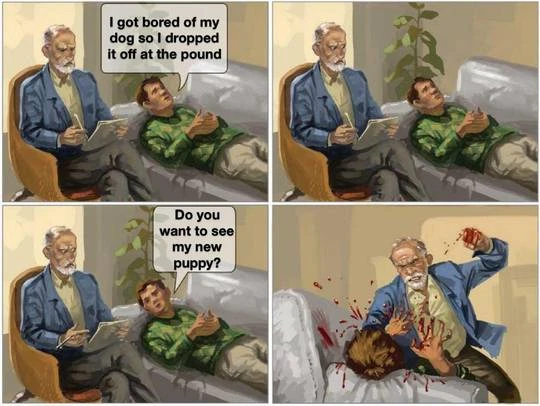 I got bored of my
dog so I dropped
it off at the pound
Do you
want to see
my new
puppy?